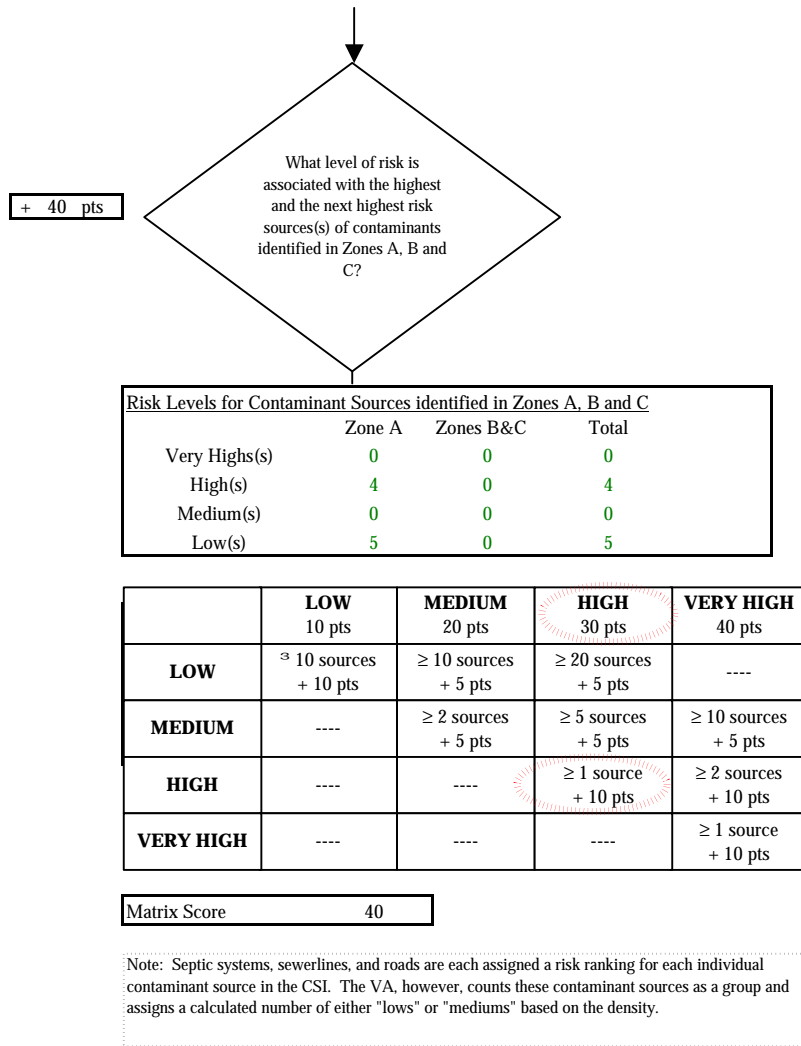 What level of risk is
associated with the highest
and the next highest risk
sources(s) of contaminants
identified in Zones A, B and
C?
+ 40 pts
Risk Levels for Contaminant Sources identified in Zones A, B and C
Zone A Zones B&C Total
Very Highs(s) 0 0 0
High(s) 4 0 4
Medium(s) 0 0 0
Low(s) 5 0 5
LOW MEDIUM HIGH VERY HIGH
10 pts 20 pts 30 pts 40 pts
LOW ³ 10 sources + 10 pts ≥ 10 sources + 5 pts ≥ 20 sources + 5 pts ----
MEDIUM ---- ≥ 2 sources + 5 pts ≥ 5 sources + 5 pts ≥ 10 sources + 5 pts
HIGH ---- ---- ≥ 1 source + 10 pts ≥ 2 sources + 10 pts
VERY HIGH ---- ---- ---- ≥ 1 source + 10 pts
Matrix Score 40
Note: Septic systems, sewerlines, and roads are each assigned a risk ranking for each individual
contaminant source in the CSI. The VA, however, counts these contaminant sources as a group and
assigns a calculated number of either "lows" or "mediums" based on the density.